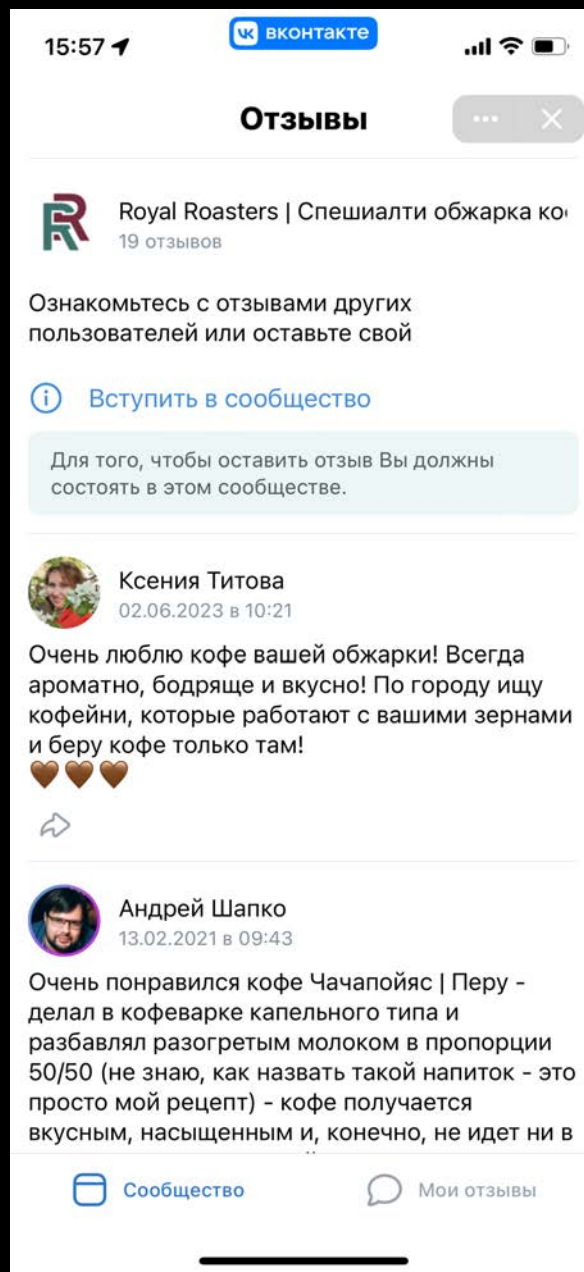 15:57
вконтакте
Отзывы
Royal Roasters | Спешиалти обжарка ко
19 отзывов
Ознакомьтесь с отзывами других
пользователей или оставьте свой
Вступить в сообщество
Для того, чтобы оставить отзыв Вы должны
состоять в этом сообществе.
Ксения Титова
02.06.2023 в 10:21
Очень люблю кофе вашей обжарки! Всегда
ароматно, бодряще и вкусно! По городу ищу
кофейни, которые работают с вашими зернами
и беру кофе только там!
🤎🤎🤎
Андрей Шапко
13.02.2021 в 09:43
Очень понравился кофе Чачапойяс | Перу -
делал в кофеварке капельного типа и
разбавлял разогретым молоком в пропорции
50/50 (не знаю, как назвать такой напиток - это
просто мой рецепт) - кофе получается
вкусным, насыщенным и, конечно, не идет ни в
Сообщество
Мои отзывы